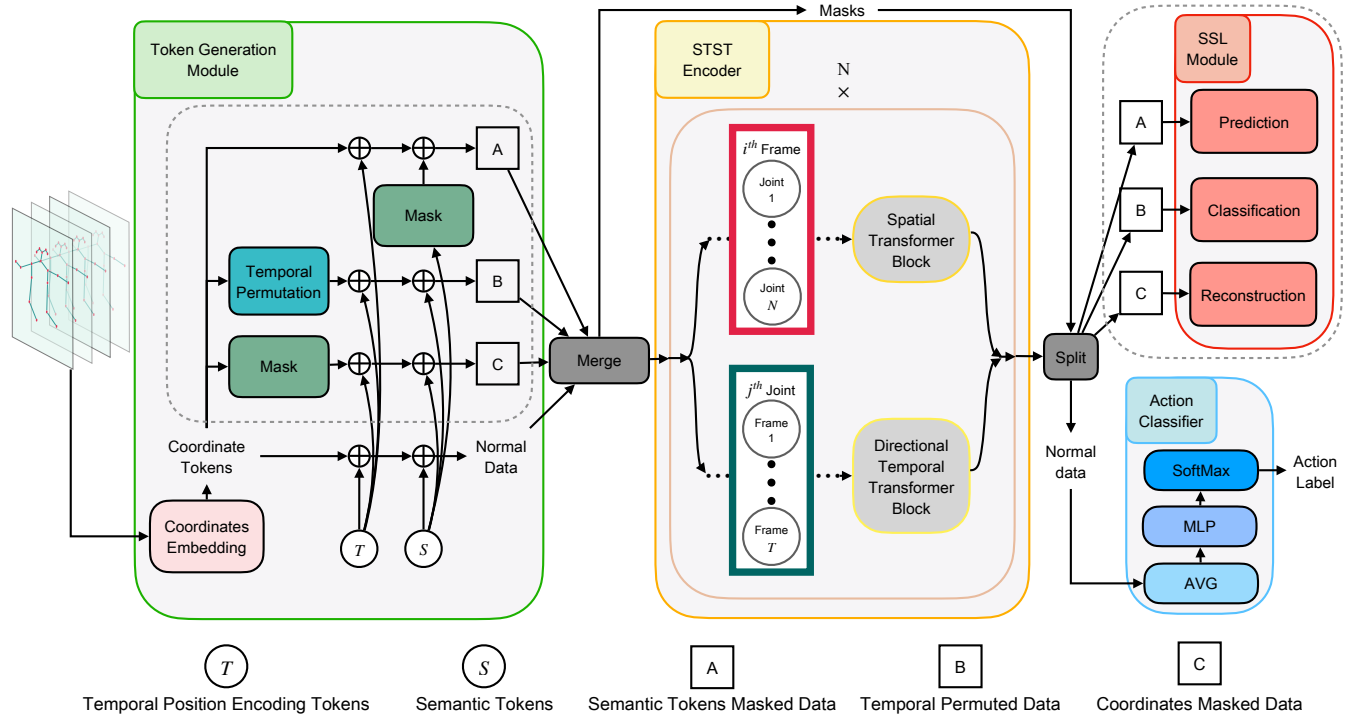 Masks
Token Generation
Module
STST
Encoder
N
×
SSL
Module
A
Mask
Temporal
Permutation
B
Mask
C
Coordinate
Tokens
Normal
Data
Coordinates
Embedding
T
S
Merge
i^th Frame
Joint
1
Joint
N
Spatial
Transformer
Block
j^th Joint
Frame
1
Frame
T
Directional
Temporal
Transformer
Block
Split
A
Prediction
B
Classification
C
Reconstruction
Normal
data
Action
Classifier
SoftMax
Action
Label
MLP
AVG
T
Temporal Position Encoding Tokens
S
Semantic Tokens
A
Semantic Tokens Masked Data
B
Temporal Permuted Data
C
Coordinates Masked Data